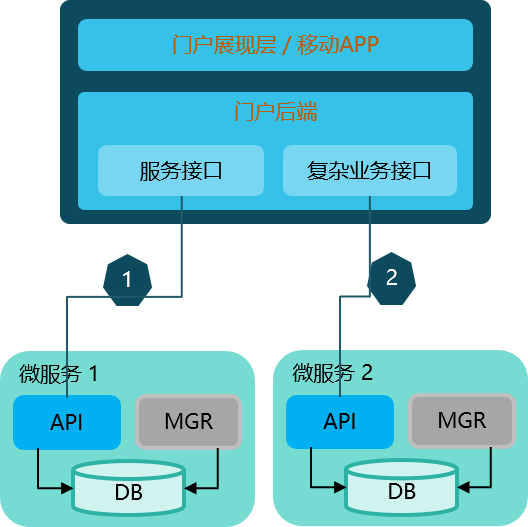 门户展现层 / 移动APP
门户后端
服务接口
复杂业务接口
1
2
微服务 1
API
MGR
DB
微服务 2
API
MGR
DB